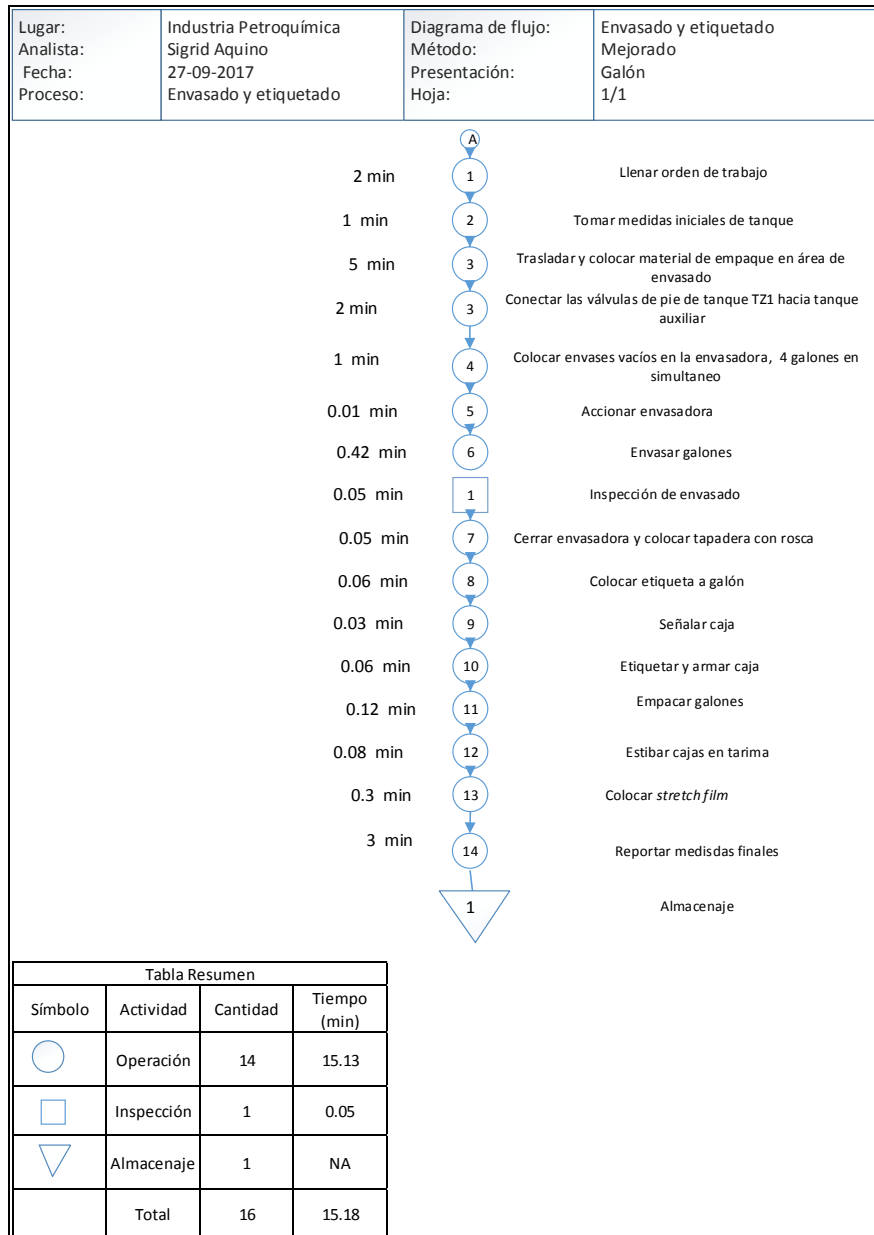 Lugar: Industria Petroquímica Diagrama de flujo: Envasado y etiquetado
Analista: Sigrid Aquino Método: Mejorado
Fecha: 27-09-2017 Presentación: Galón
Proceso: Envasado y etiquetado Hoja: 1/1
A
2 min 1 Llenar orden de trabajo
1 min 2 Tomar medidas iniciales de tanque
5 min 3 Trasladar y colocar material de empaque en área de
envasado
2 min 3 Conectar las válvulas de pie de tanque TZ1 hacia tanque
auxiliar
1 min 4 Colocar envases vacíos en la envasadora, 4 galones en
simultaneo
0.01 min 5 Accionar envasadora
0.42 min 6 Envasar galones
0.05 min 1 Inspección de envasado
0.05 min 7 Cerrar envasadora y colocar tapadera con rosca
0.06 min 8 Colocar etiqueta a galón
0.03 min 9 Señalar caja
0.06 min 10 Etiquetar y armar caja
0.12 min 11 Empacar galones
0.08 min 12 Estibar cajas en tarima
0.3 min 13 Colocar stretch film
3 min 14 Reportar medisdas finales
1 Almacenaje
Tabla Resumen
Símbolo Actividad Cantidad Tiempo
(min)
Operación 14 15.13
Inspección 1 0.05
Almacenaje 1 NA
Total 16 15.18